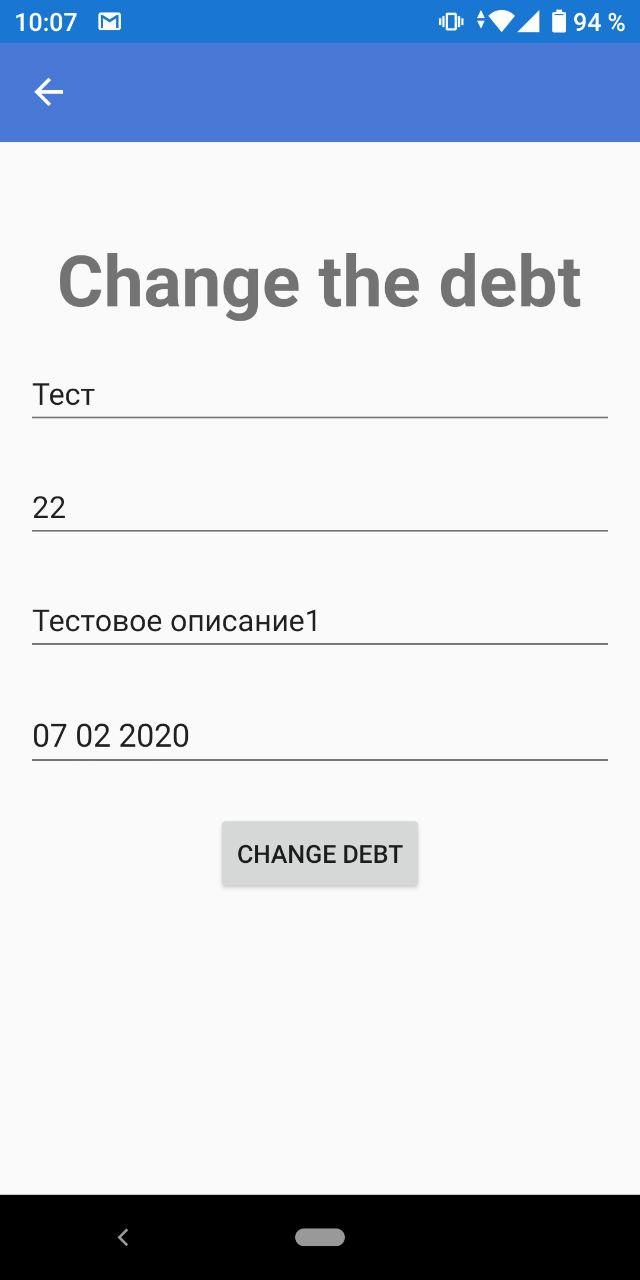 10:07 94 %
Change the debt
Тест
22
Тестовое описание1
07 02 2020
CHANGE DEBT